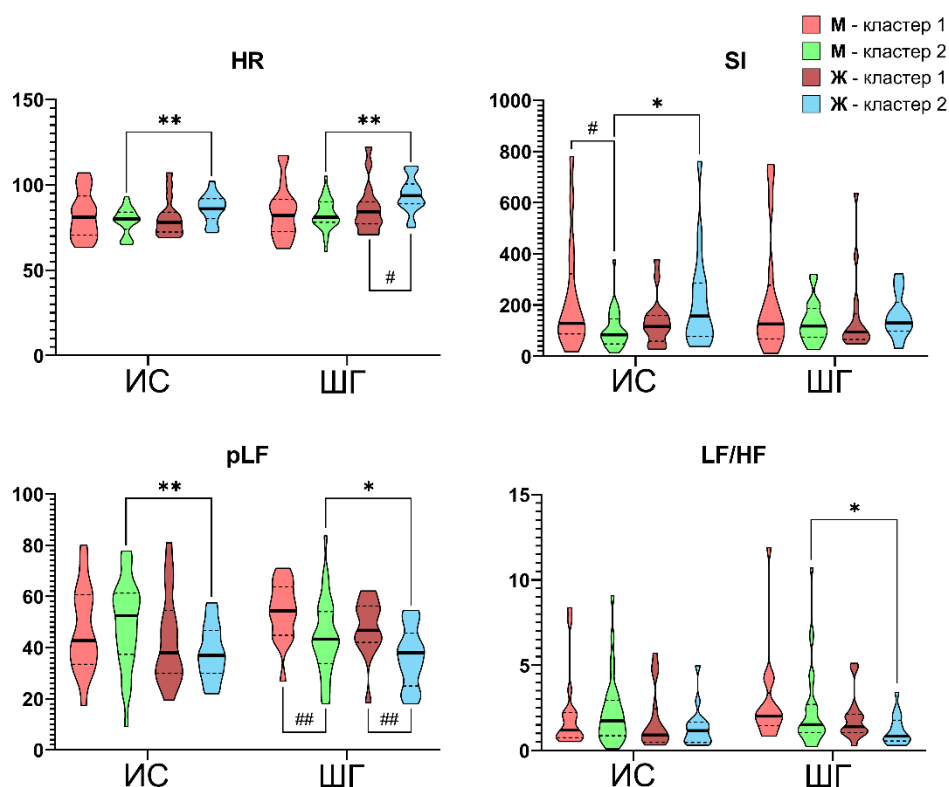 М - кластер 1
М - кластер 2
Ж - кластер 1
Ж - кластер 2
HR
150
100
50
0
**
**
#
ИС
ШГ
SI
1000
800
600
400
200
0
#
*
ИС
ШГ
pLF
100
80
60
40
20
0
**
*
##
##
ИС
ШГ
LF/HF
15
10
5
0
*
ИС
ШГ